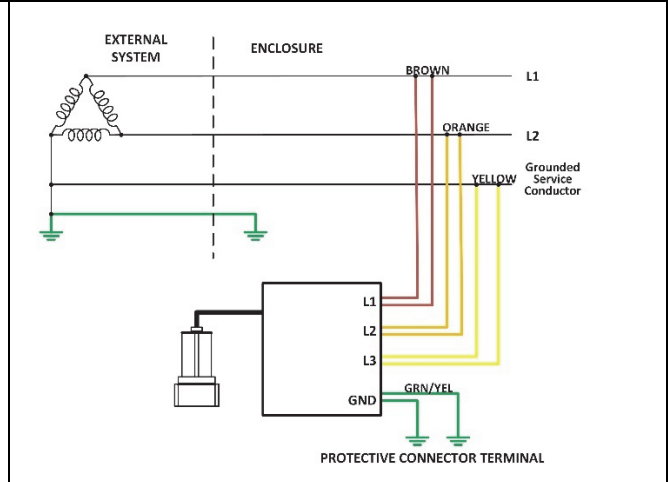 EXTERNAL
SYSTEM
ENCLOSURE
BROWN
L1
ORANGE
L2
YELLOW
Grounded
Service
Conductor
L1
L2
L3
GRN/YEL
GND
PROTECTIVE CONNECTOR TERMINAL